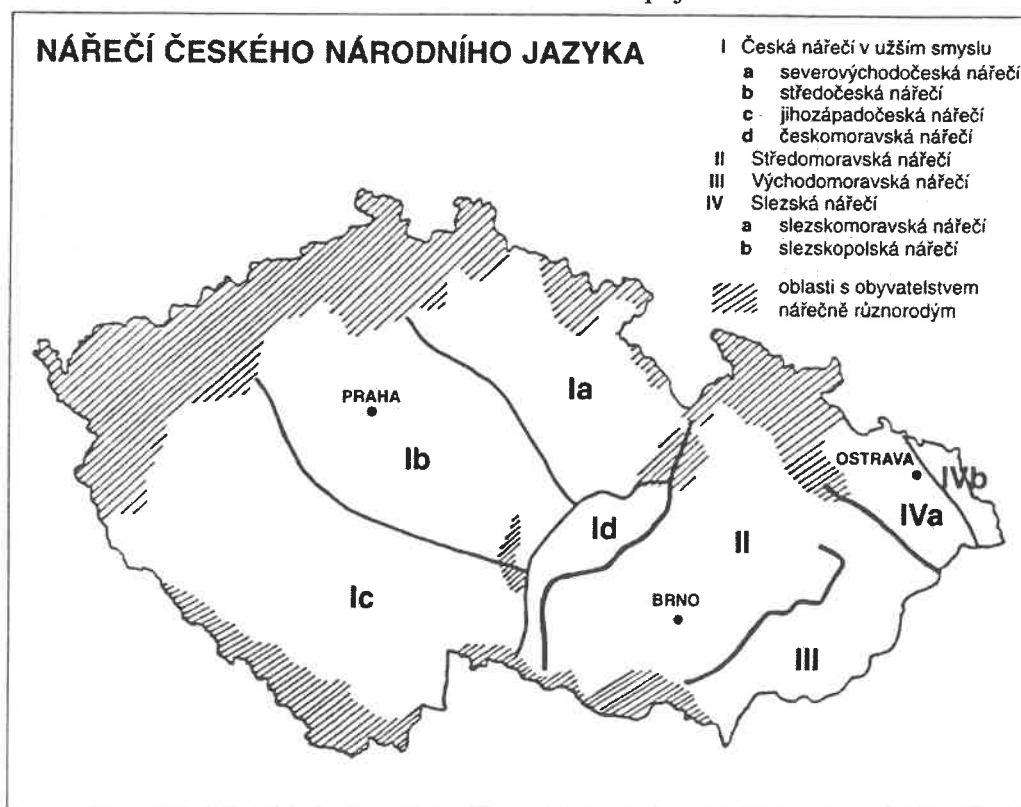 NÁŘEČÍ ČESKÉHO NÁRODNÍHO JAZYKA
I Česká nářečí v užším smyslu
a severovýchodočeská nářečí
b středočeská nářečí
c jihozápadočeská nářečí
d českomoravská nářečí
II Středomoravská nářečí
III Východomoravská nářečí
IV Slezská nářečí
a slezskomoravská nářečí
b slezskopolská nářečí
oblasti s obyvatelstvem
nářečně různorodým
Ia
PRAHA
Ib
OSTRAVA
IVb
IVa
Id
II
Ic
BRNO
III